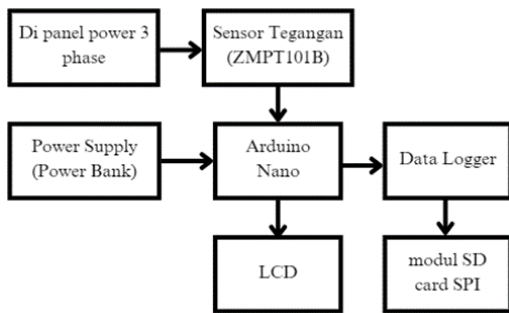 Di panel power 3
phase
Sensor Tegangan
(ZMPT101B)
Power Supply
(Power Bank)
Arduino
Nano
Data Logger
LCD
modul SD
card SPI